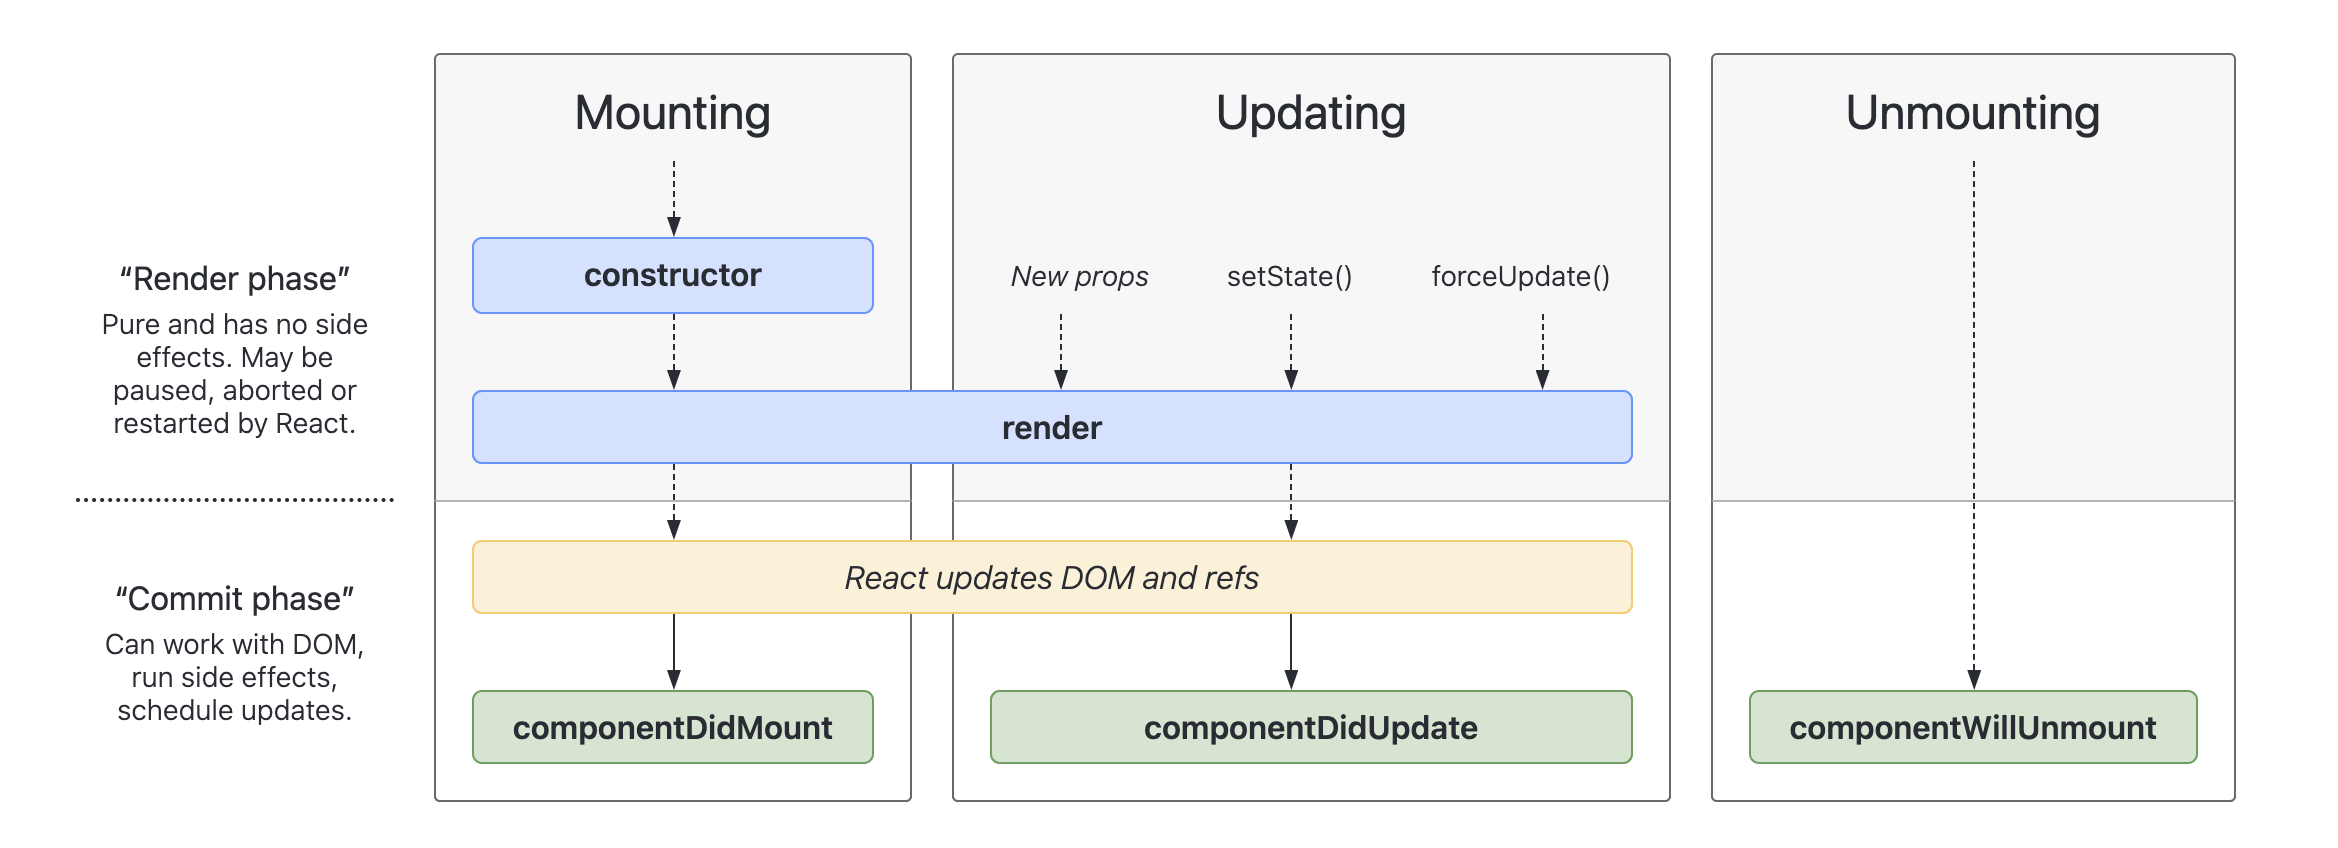 Mounting
Updating
Unmounting
“Render phase”
Pure and has no side
effects. May be
paused, aborted or
restarted by React.
constructor
New props
setState()
forceUpdate()
render
“Commit phase”
Can work with DOM,
run side effects,
schedule updates.
React updates DOM and refs
componentDidMount
componentDidUpdate
componentWillUnmount